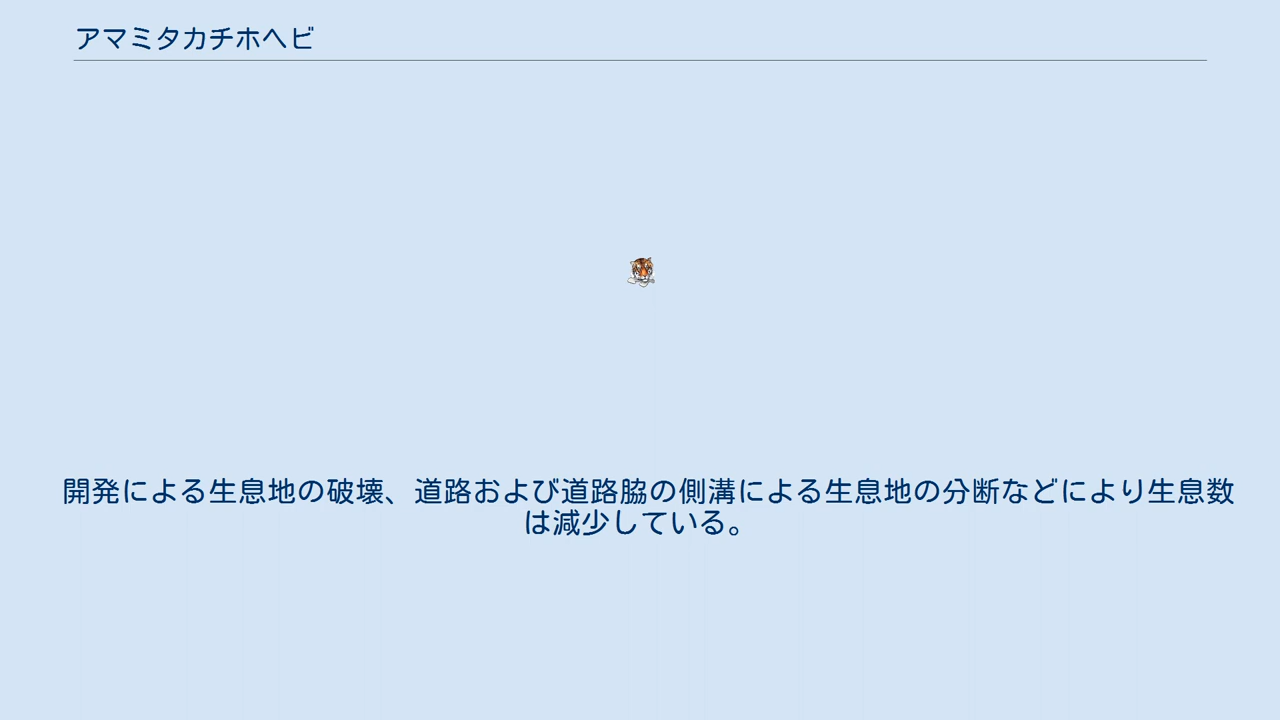 アマミタカチホヘビ
開発による生息地の破壊、道路および道路脇の側溝による生息地の分断などにより生息数
は減少している。